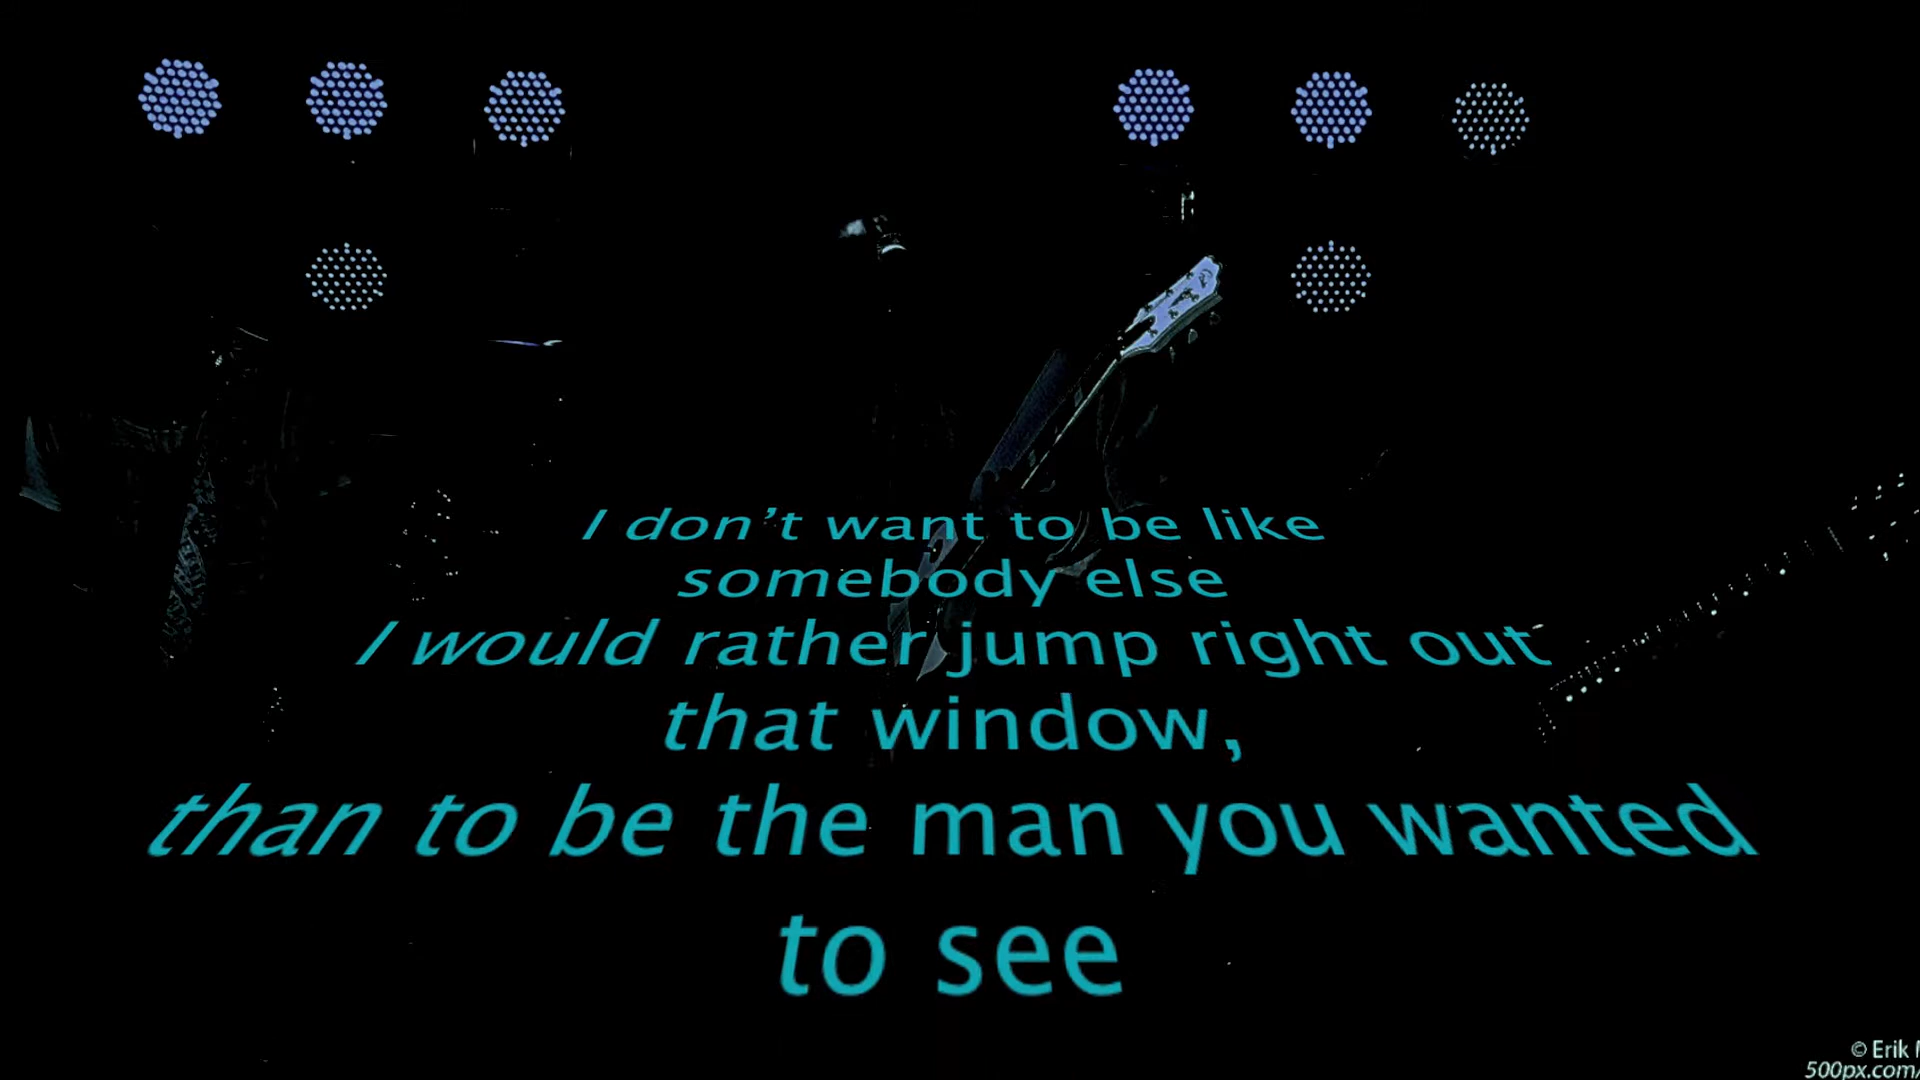 I don’t want to be like
somebody else
I would rather jump right out
that window,
than to be the man you wanted
to see
© Erik
500px.com/